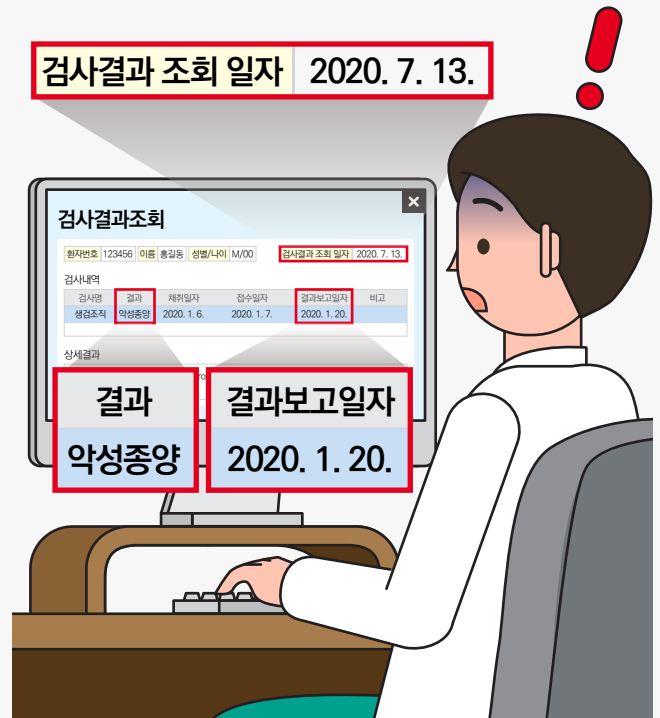 검사결과 조회 일자 2020. 7. 13.
!
×
검사결과조회
환자번호 123456 이름 홍길동 성별/나이 M/00 검사결과 조회 일자 2020. 7. 13.
검사내역
검사명 결과 채취일자 접수일자 결과보고일자 비고
생검조직 악성종양 2020. 1. 6. 2020. 1. 7. 2020. 1. 20.
상세결과
결과 결과보고일자
악성종양 2020. 1. 20.